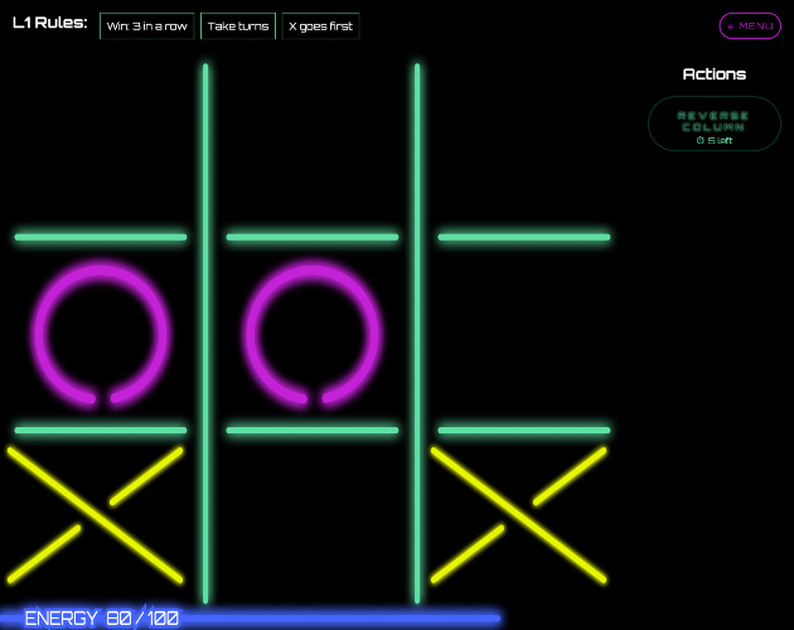 L1 Rules:
Win: 3 in a row
Take turns
X goes first
≡ MENU
Actions
REVERSE
COLUMN
⏱ 5 left
ENERGY 80/100